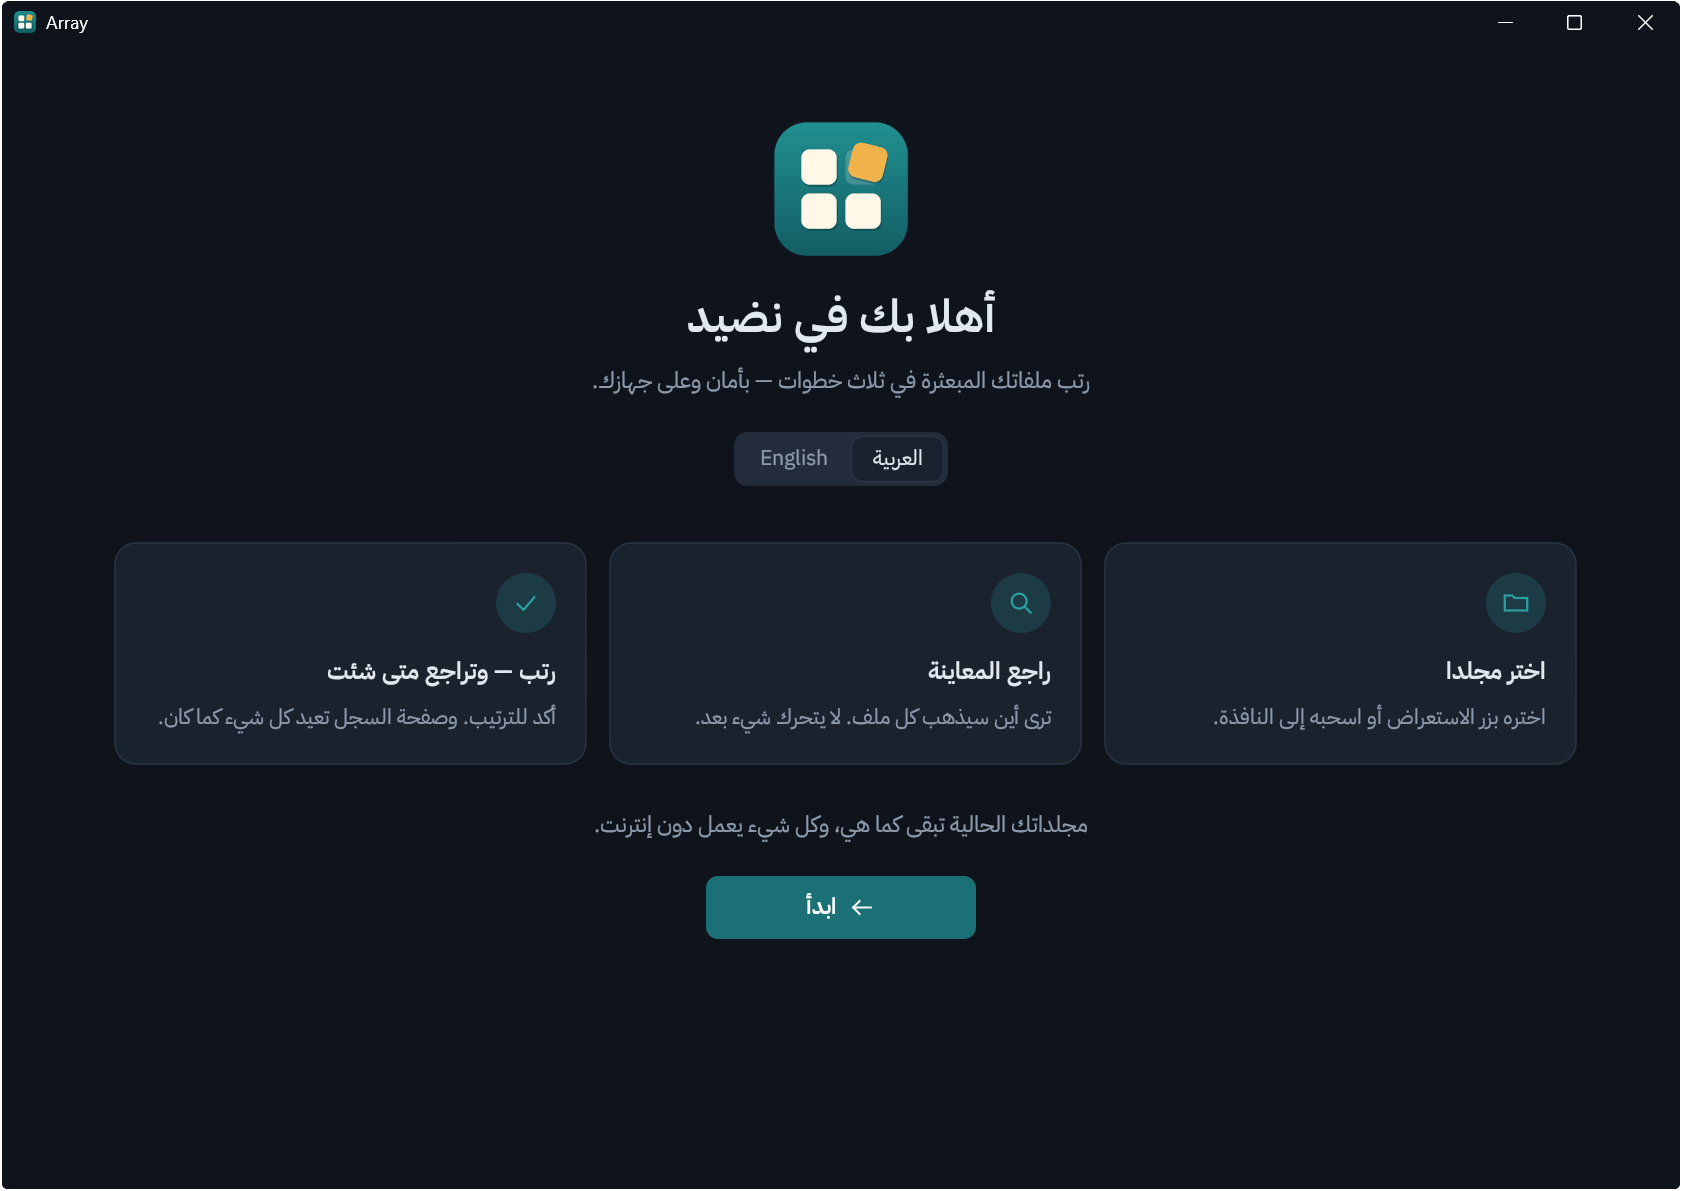 Array
أهلا بك في نضيد
رتب ملفاتك المبعثرة في ثلاث خطوات — بأمان وعلى جهازك.
العربية
English
اختر مجلدا
اختره بزر الاستعراض أو اسحبه إلى النافذة.
راجع المعاينة
ترى أين سيذهب كل ملف. لا يتحرك شيء بعد.
رتب — وتراجع متى شئت
أكد للترتيب. وصفحة السجل تعيد كل شيء كما كان.
مجلداتك الحالية تبقى كما هي، وكل شيء يعمل دون إنترنت.
ابدأ